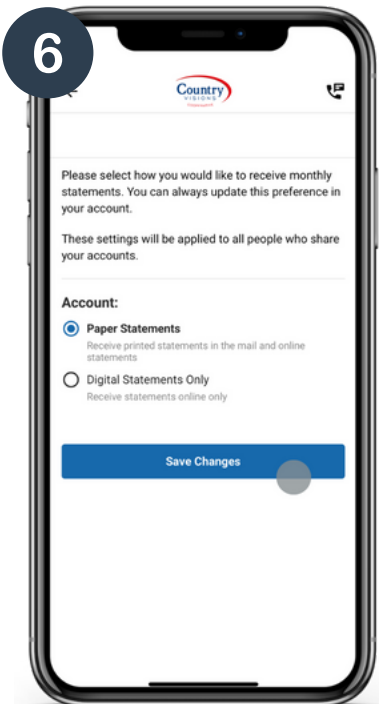 6
Country
VISIONS
Please select how you would like to receive monthly
statements. You can always update this preference in
your account.
These settings will be applied to all people who share
your accounts.
Account:
Paper Statements
Receive printed statements in the mail and online
statements
Digital Statements Only
Receive statements online only
Save Changes